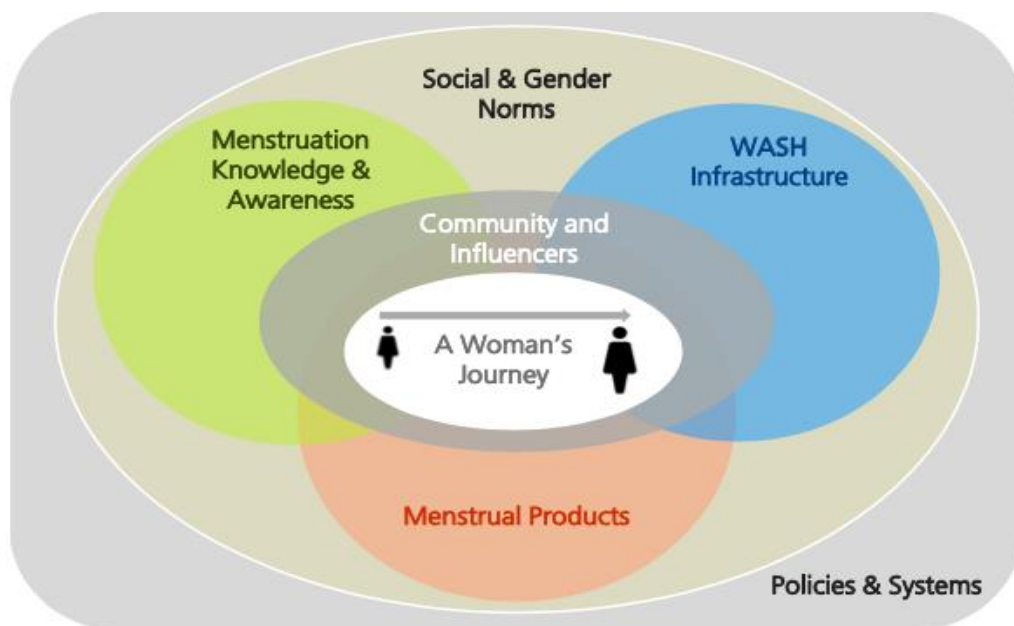 Social & Gender
Norms
Menstruation
Knowledge &
Awareness
WASH
Infrastructure
Community and
Influencers
A Woman's
Journey
Menstrual Products
Policies & Systems